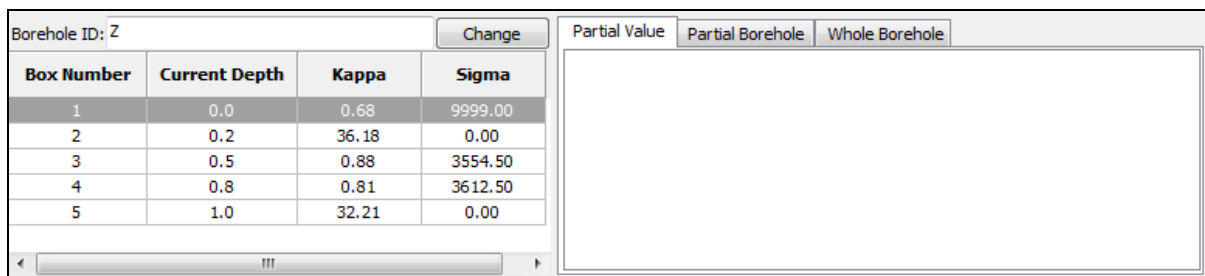 Borehole ID: Z Change Partial Value Partial Borehole Whole Borehole
Box Number Current Depth Kappa Sigma
1 0.0 0.68 9999.00
2 0.2 36.18 0.00
3 0.5 0.88 3554.50
4 0.8 0.81 3612.50
5 1.0 32.21 0.00